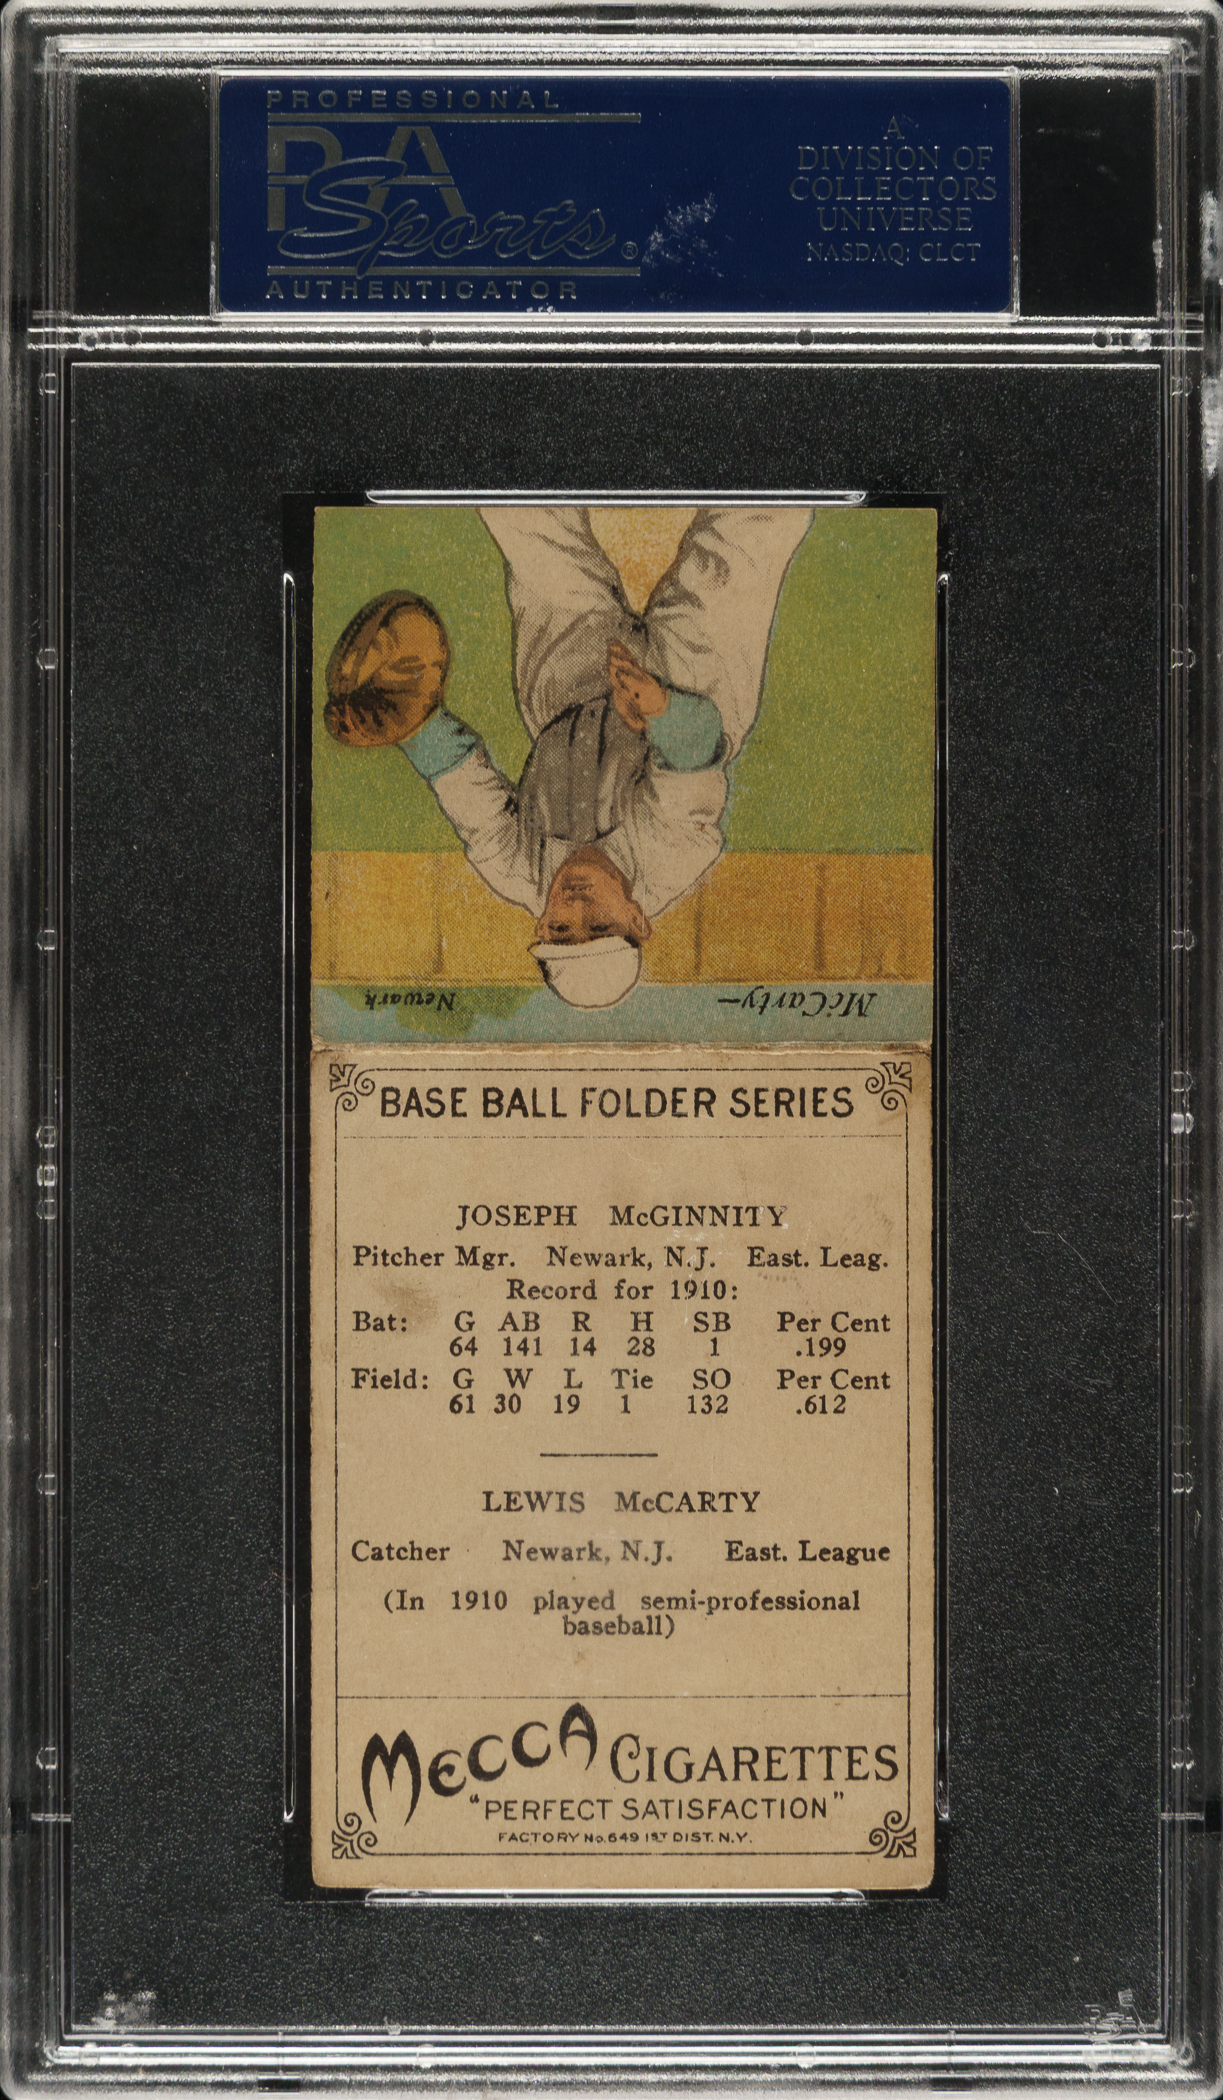 PROFESSIONAL
PSA
Sports®
AUTHENTICATOR
A
DIVISION OF
COLLECTORS
UNIVERSE
NASDAQ: CLCT
McCarty— Newark
BASE BALL FOLDER SERIES
JOSEPH McGINNITY
Pitcher Mgr. Newark, N.J. East. Leag.
Record for 1910:
Bat: G AB R H SB Per Cent
64 141 14 28 1 .199
Field: G W L Tie SO Per Cent
61 30 19 1 132 .612
LEWIS McCARTY
Catcher Newark, N.J. East. League
(In 1910 played semi-professional
baseball)
MECCA CIGARETTES
"PERFECT SATISFACTION"
FACTORY No. 649 1ST DIST. N.Y.